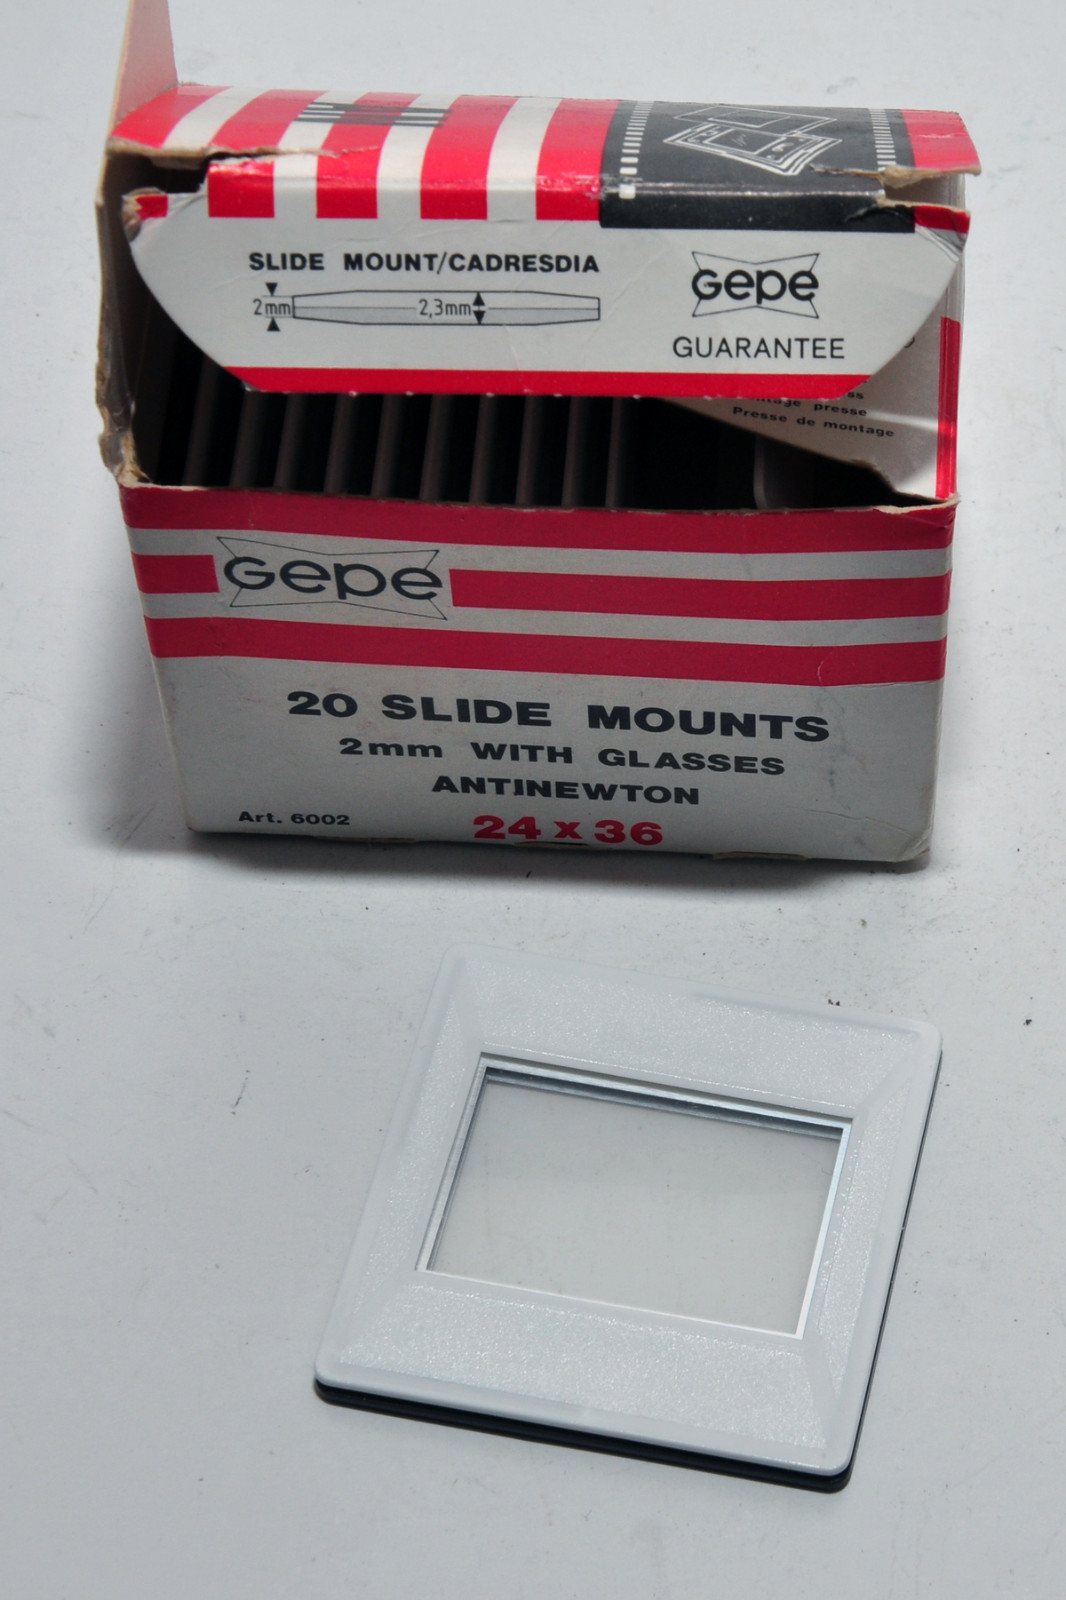 SLIDE MOUNT/CADRESDIA
2mm
2,3mm
Gepe
GUARANTEE
presse
Presse de montage
Gepe
20 SLIDE MOUNTS
2mm WITH GLASSES
ANTINEWTON
Art. 6002
24 x 36